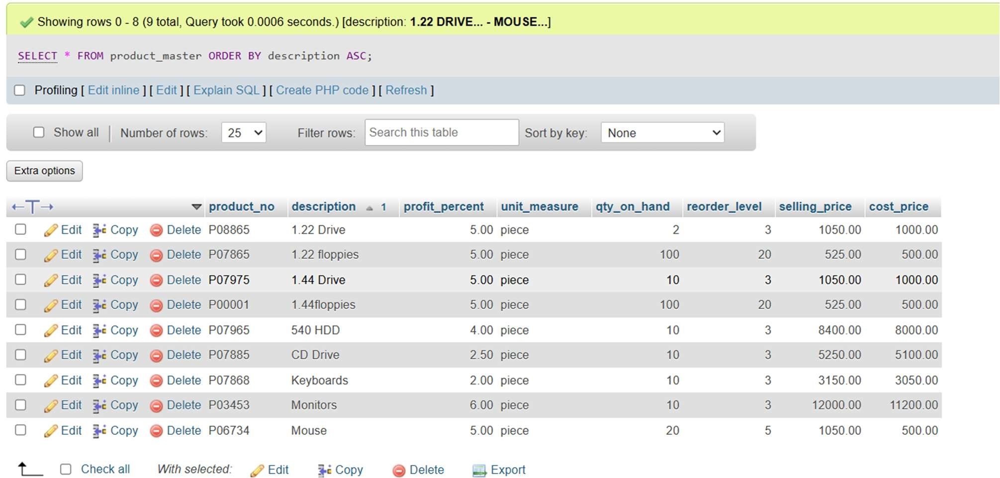 Showing rows 0 - 8 (9 total, Query took 0.0006 seconds.) [description: 1.22 DRIVE... - MOUSE...]
SELECT * FROM product_master ORDER BY description ASC;
Profiling [ Edit inline ] [ Edit ] [ Explain SQL ] [ Create PHP code ] [ Refresh ]
Show all | Number of rows: 25 Filter rows: Search this table Sort by key: None
Extra options
←T→ product_no description 1 profit_percent unit_measure qty_on_hand reorder_level selling_price cost_price
Edit Copy Delete P08865 1.22 Drive 5.00 piece 2 3 1050.00 1000.00
Edit Copy Delete P07865 1.22 floppies 5.00 piece 100 20 525.00 500.00
Edit Copy Delete P07975 1.44 Drive 5.00 piece 10 3 1050.00 1000.00
Edit Copy Delete P00001 1.44floppies 5.00 piece 100 20 525.00 500.00
Edit Copy Delete P07965 540 HDD 4.00 piece 10 3 8400.00 8000.00
Edit Copy Delete P07885 CD Drive 2.50 piece 10 3 5250.00 5100.00
Edit Copy Delete P07868 Keyboards 2.00 piece 10 3 3150.00 3050.00
Edit Copy Delete P03453 Monitors 6.00 piece 10 3 12000.00 11200.00
Edit Copy Delete P06734 Mouse 5.00 piece 20 5 1050.00 500.00
Check all With selected: Edit Copy Delete Export